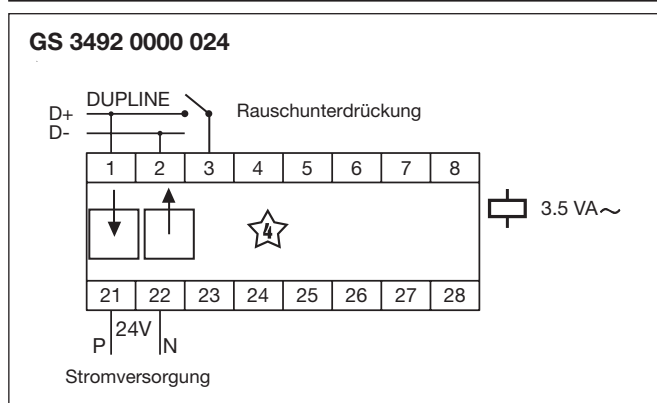 GS 3492 0000 024
DUPLINE
D+
D-
Rauschunterdrückung
1 2 3 4 5 6 7 8
4
3.5 VA~
21 22 23 24 25 26 27 28
24V
P N
Stromversorgung